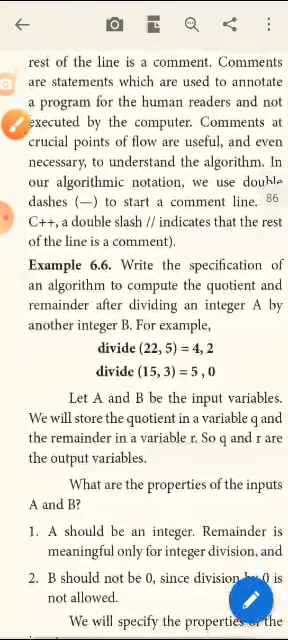 rest of the line is a comment. Comments
are statements which are used to annotate
a program for the human readers and not
executed by the computer. Comments at
crucial points of flow are useful, and even
necessary, to understand the algorithm. In
our algorithmic notation, we use double
dashes (—) to start a comment line.
86
C++, a double slash // indicates that the rest
of the line is a comment).
Example 6.6. Write the specification of
an algorithm to compute the quotient and
remainder after dividing an integer A by
another integer B. For example,
divide (22, 5) = 4, 2
divide (15, 3) = 5 , 0
Let A and B be the input variables.
We will store the quotient in a variable q and
the remainder in a variable r. So q and r are
the output variables.
What are the properties of the inputs
A and B?
1. A should be an integer. Remainder is
meaningful only for integer division, and
2. B should not be 0, since division by 0 is
not allowed.
We will specify the properties of the